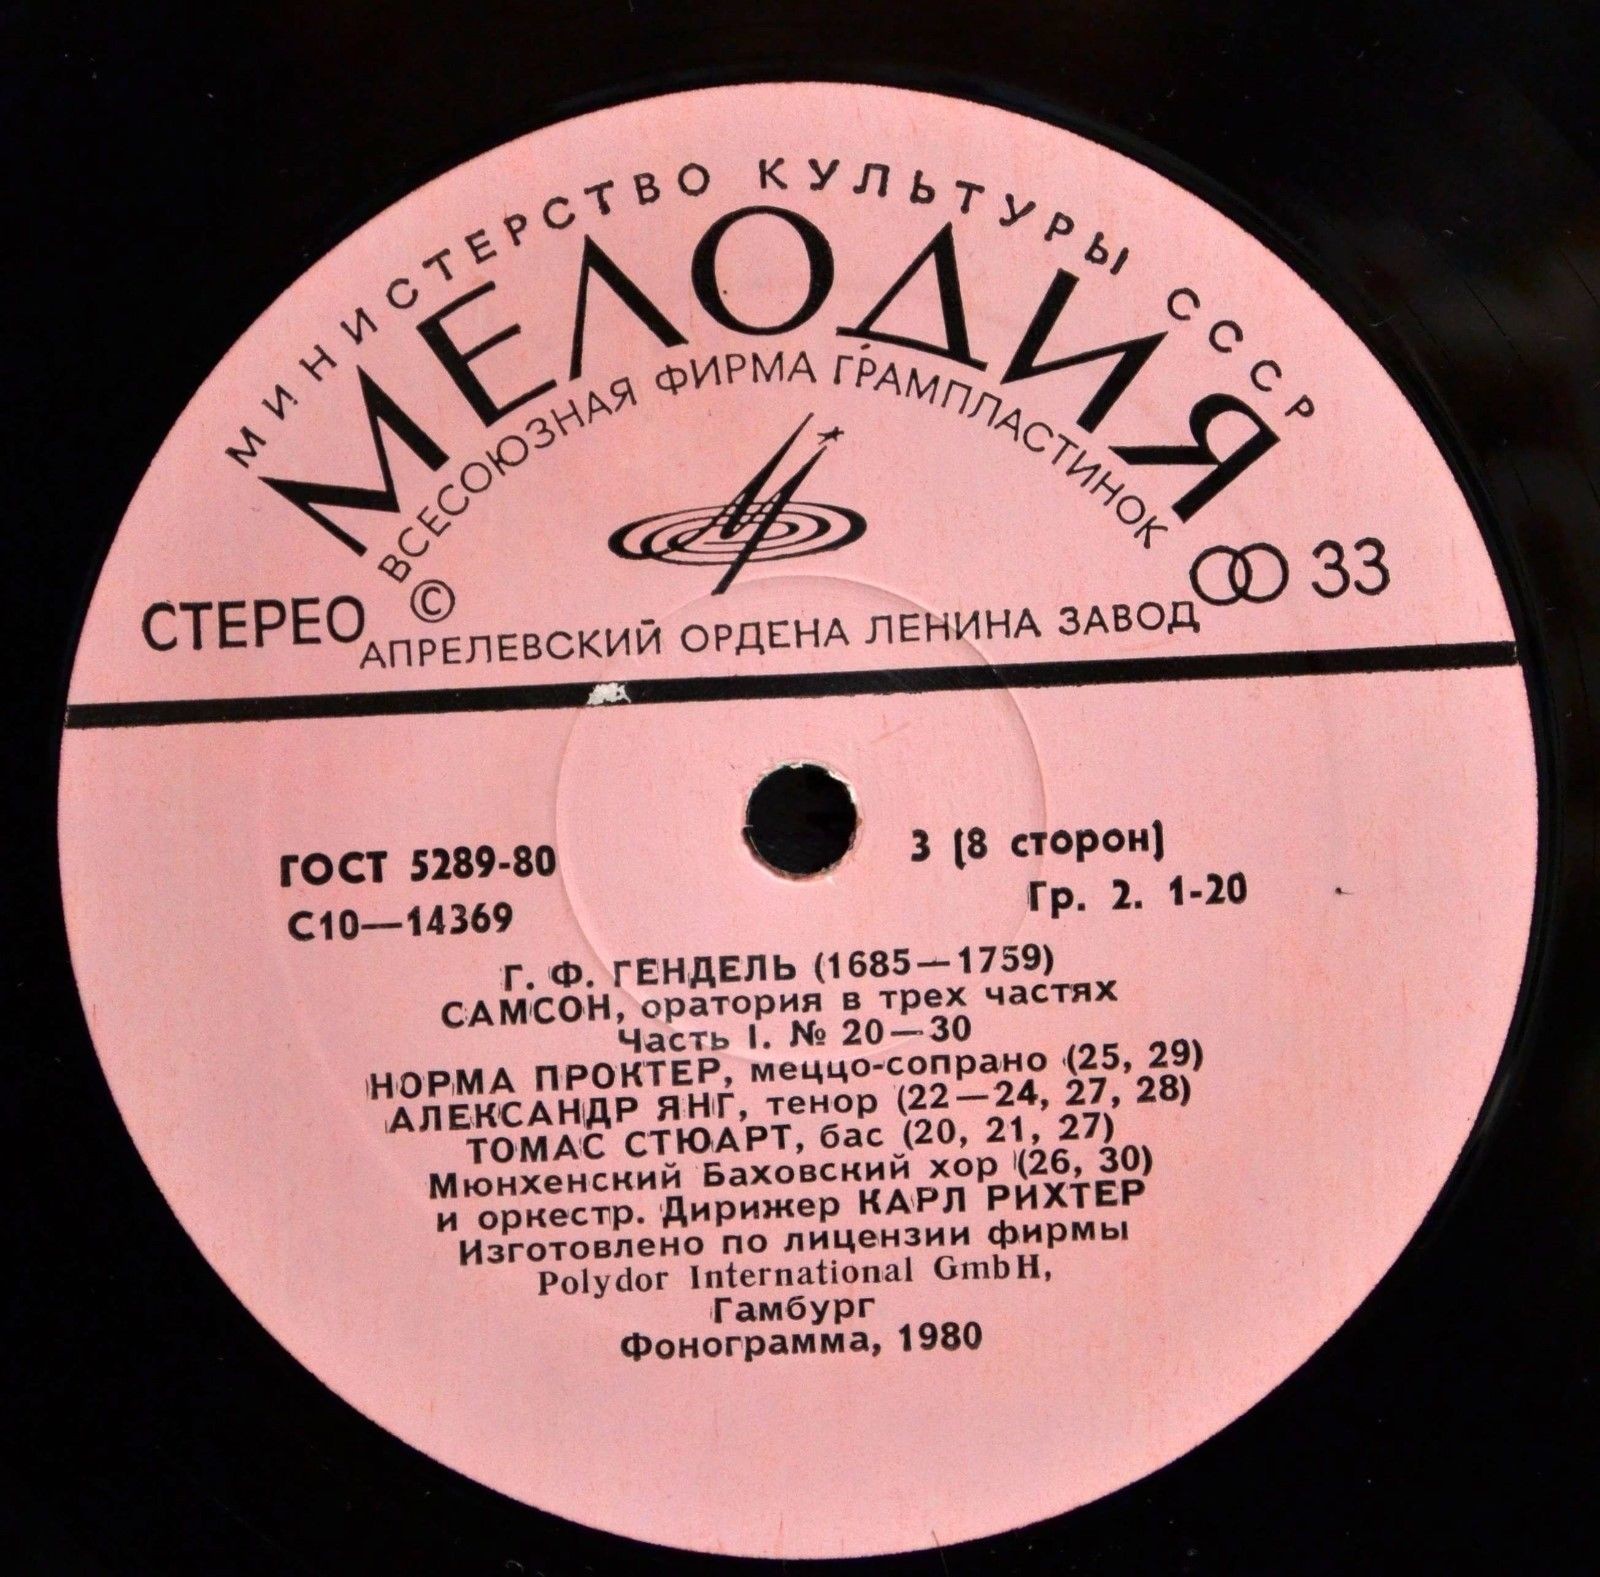 МИНИСТЕРСТВО КУЛЬТУРЫ СССР
МЕЛОДИЯ
ВСЕСОЮЗНАЯ ФИРМА ГРАМПЛАСТИНОК
СТЕРЕО © 33
АПРЕЛЕВСКИЙ ОРДЕНА ЛЕНИНА ЗАВОД
ГОСТ 5289-80 3 (8 сторон)
С10—14369 Гр. 2. 1-20
Г. Ф. ГЕНДЕЛЬ (1685—1759)
САМСОН, оратория в трех частях
Часть I. № 20—30
НОРМА ПРОКТЕР, меццо-сопрано (25, 29)
АЛЕКСАНДР ЯНГ, тенор (22—24, 27, 28)
ТОМАС СТЮАРТ, бас (20, 21, 27)
Мюнхенский Баховский хор (26, 30)
и оркестр. Дирижер КАРЛ РИХТЕР
Изготовлено по лицензии фирмы
Polydor International GmbH,
Гамбург
Фонограмма, 1980